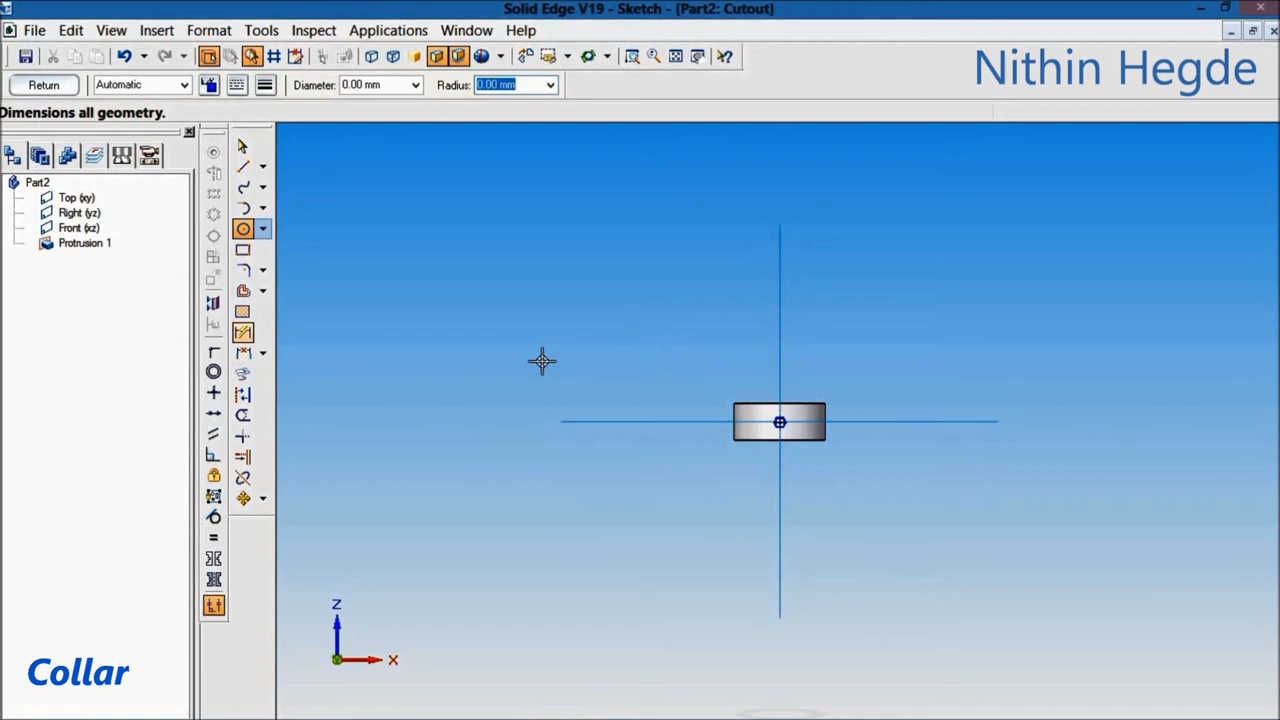 Solid Edge V19 - Sketch - [Part2: Cutout]
File Edit View Insert Format Tools Inspect Applications Window Help
Nithin Hegde
Return Automatic Diameter: 0.00 mm Radius: 0.00 mm
Dimensions all geometry.
Part2
Top (xy)
Right (yz)
Front (xz)
Protrusion 1
Z
X
Collar